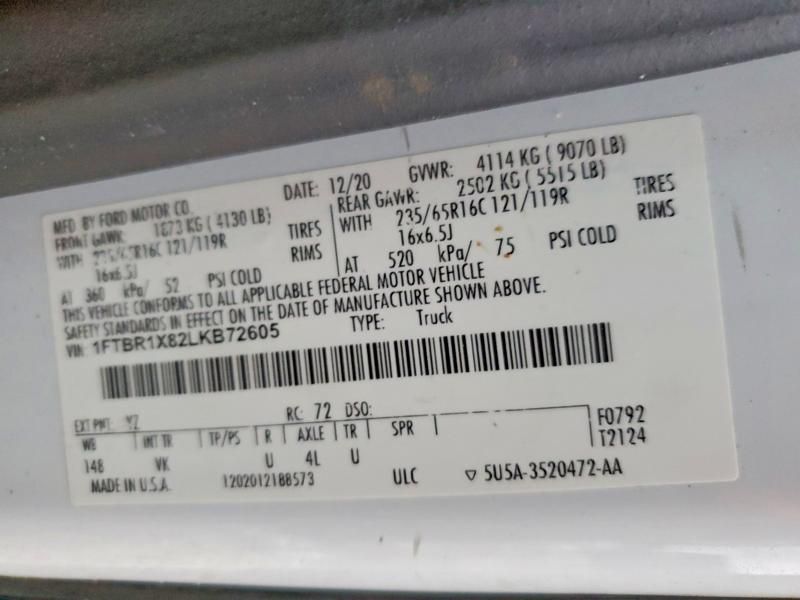 MFD BY FORD MOTOR CO. DATE: 12/20 GVWR: 4114 KG ( 9070 LB)
FRONT GAWR: 1873 KG ( 4130 LB) REAR GAWR: 2502 KG ( 5515 LB)
WITH 235/65R16C 121/119R TIRES WITH 235/65R16C 121/119R TIRES
16x6.5J RIMS 16x6.5J RIMS
AT 360 kPa/ 52 PSI COLD AT 520 kPa/ 75 PSI COLD
THIS VEHICLE CONFORMS TO ALL APPLICABLE FEDERAL MOTOR VEHICLE
SAFETY STANDARDS IN EFFECT ON THE DATE OF MANUFACTURE SHOWN ABOVE.
VIN: 1FTBR1X82LKB72605 TYPE: Truck
EXT PNT: YZ RC: 72 DSO: F0792
WB INT TR TP/PS R AXLE TR SPR T2124
148 VK U 4L U
MADE IN U.S.A. 1202012188573 ULC ▽ 5U5A-3520472-AA